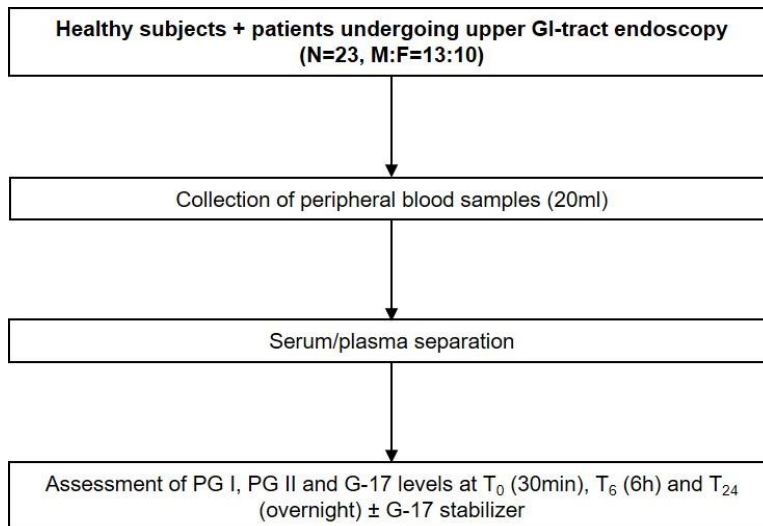 Healthy subjects + patients undergoing upper GI-tract endoscopy
(N=23, M:F=13:10)
Collection of peripheral blood samples (20ml)
Serum/plasma separation
Assessment of PG I, PG II and G-17 levels at T₀ (30min), T₆ (6h) and T₂₄
(overnight) ± G-17 stabilizer